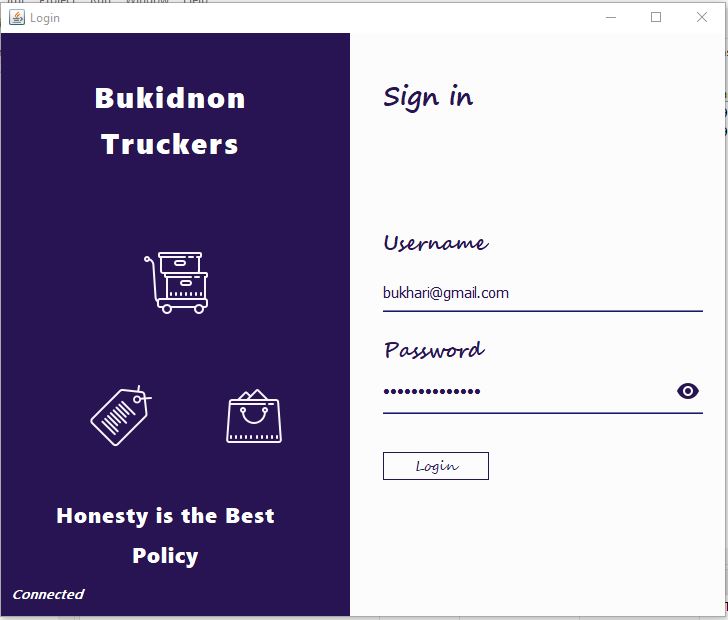 Login
Bukidnon
Truckers
Honesty is the Best
Policy
Connected
Sign in
Username
bukhari@gmail.com
Password
••••••••••••••
Login